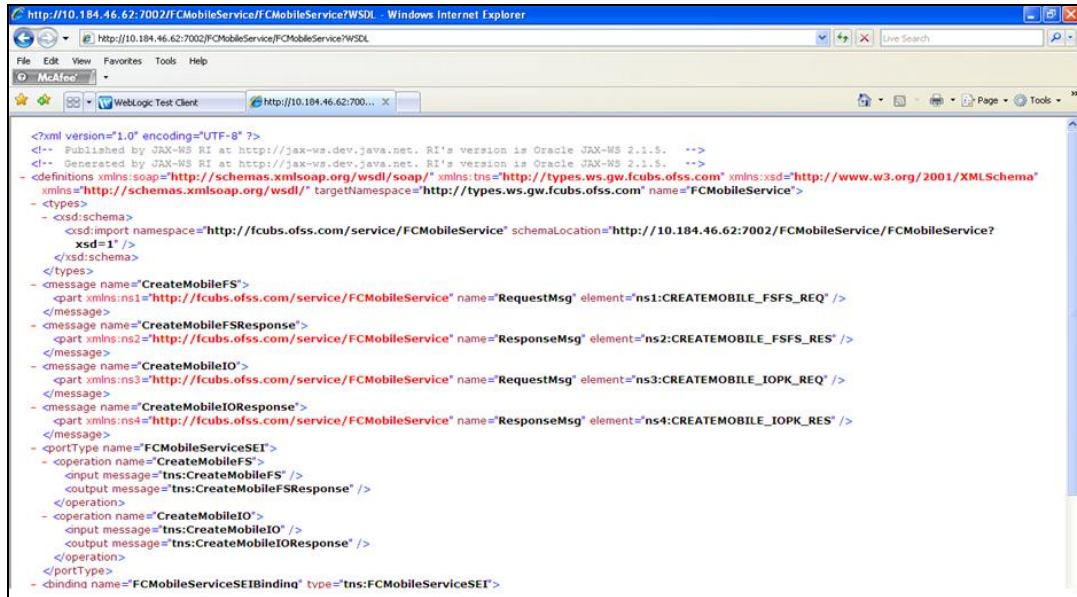 http://10.184.46.62:7002/FCMobileService/FCMobileService?WSDL - Windows Internet Explorer
http://10.184.46.62:7002/FCMobileService/FCMobileService?WSDL
Live Search
File Edit View Favorites Tools Help
McAfee
WebLogic Test Client
http://10.184.46.62:700...
Page Tools
<?xml version="1.0" encoding="UTF-8" ?>
<!-- Published by JAX-WS RI at http://jax-ws.dev.java.net. RI's version is Oracle JAX-WS 2.1.5. -->
<!-- Generated by JAX-WS RI at http://jax-ws.dev.java.net. RI's version is Oracle JAX-WS 2.1.5. -->
- <definitions xmlns:soap="http://schemas.xmlsoap.org/wsdl/soap/" xmlns:tns="http://types.ws.gw.fcubs.ofss.com" xmlns:xsd="http://www.w3.org/2001/XMLSchema"
xmlns="http://schemas.xmlsoap.org/wsdl/" targetNamespace="http://types.ws.gw.fcubs.ofss.com" name="FCMobileService">
- <types>
- <xsd:schema>
<xsd:import namespace="http://fcubs.ofss.com/service/FCMobileService" schemaLocation="http://10.184.46.62:7002/FCMobileService/FCMobileService?
xsd=1" />
</xsd:schema>
</types>
- <message name="CreateMobileFS">
<part xmlns:ns1="http://fcubs.ofss.com/service/FCMobileService" name="RequestMsg" element="ns1:CREATEMOBILE_FSFS_REQ" />
</message>
- <message name="CreateMobileFSResponse">
<part xmlns:ns2="http://fcubs.ofss.com/service/FCMobileService" name="ResponseMsg" element="ns2:CREATEMOBILE_FSFS_RES" />
</message>
- <message name="CreateMobileIO">
<part xmlns:ns3="http://fcubs.ofss.com/service/FCMobileService" name="RequestMsg" element="ns3:CREATEMOBILE_IOPK_REQ" />
</message>
- <message name="CreateMobileIOResponse">
<part xmlns:ns4="http://fcubs.ofss.com/service/FCMobileService" name="ResponseMsg" element="ns4:CREATEMOBILE_IOPK_RES" />
</message>
- <portType name="FCMobileServiceSEI">
- <operation name="CreateMobileFS">
<input message="tns:CreateMobileFS" />
<output message="tns:CreateMobileFSResponse" />
</operation>
- <operation name="CreateMobileIO">
<input message="tns:CreateMobileIO" />
<output message="tns:CreateMobileIOResponse" />
</operation>
</portType>
- <binding name="FCMobileServiceSEIBinding" type="tns:FCMobileServiceSEI">